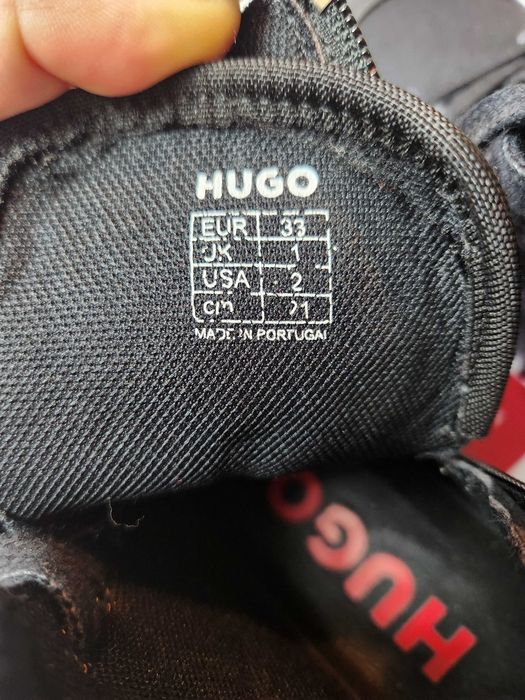 HUGO
EUR 33
UK 1
USA 2
cm 21
MADE IN PORTUGAL
HUGO